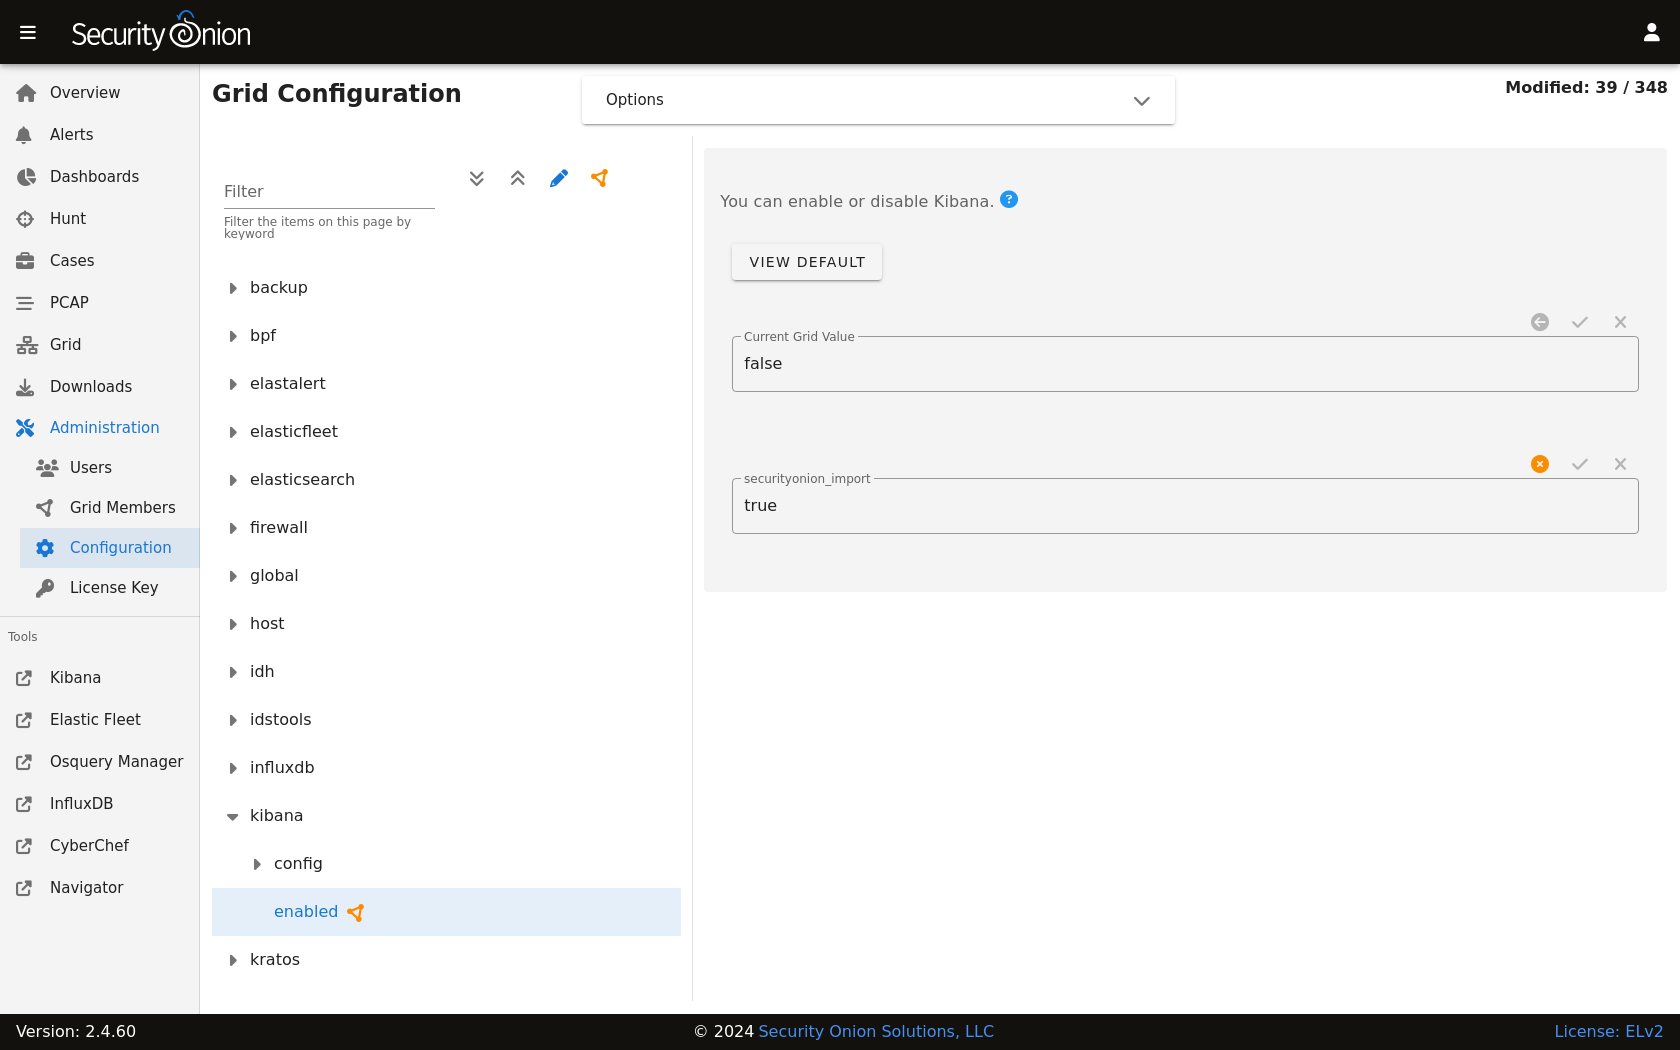 Security Onion
Overview
Alerts
Dashboards
Hunt
Cases
PCAP
Grid
Downloads
Administration
Users
Grid Members
Configuration
License Key
Tools
Kibana
Elastic Fleet
Osquery Manager
InfluxDB
CyberChef
Navigator
Grid Configuration
Options
Modified: 39 / 348
Filter
Filter the items on this page by
keyword
backup
bpf
elastalert
elasticfleet
elasticsearch
firewall
global
host
idh
idstools
influxdb
kibana
config
enabled
kratos
You can enable or disable Kibana. ?
VIEW DEFAULT
Current Grid Value
false
securityonion_import
true
Version: 2.4.60
© 2024 Security Onion Solutions, LLC
License: ELv2